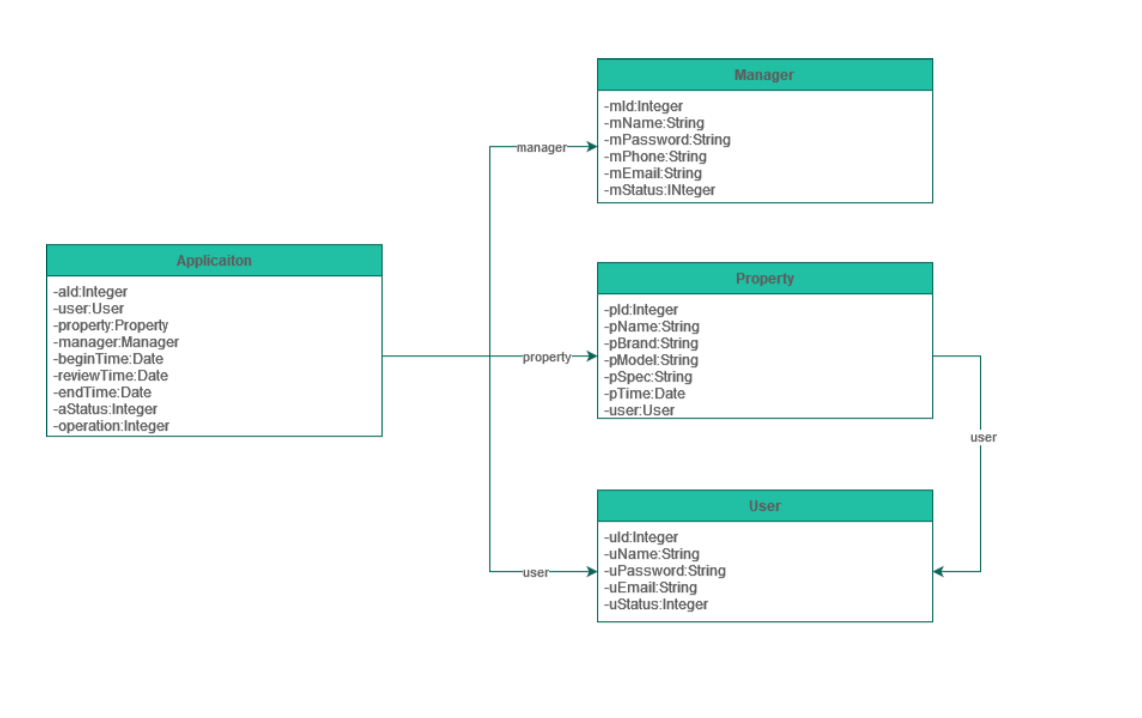 Manager
-mId:Integer
-mName:String
-mPassword:String
-mPhone:String
-mEmail:String
-mStatus:INteger
manager
Applicaiton
-aId:Integer
-user:User
-property:Property
-manager:Manager
-beginTime:Date
-reviewTime:Date
-endTime:Date
-aStatus:Integer
-operation:Integer
property
Property
-pId:Integer
-pName:String
-pBrand:String
-pModel:String
-pSpec:String
-pTime:Date
-user:User
user
User
-uId:Integer
-uName:String
-uPassword:String
-uEmail:String
-uStatus:Integer
user